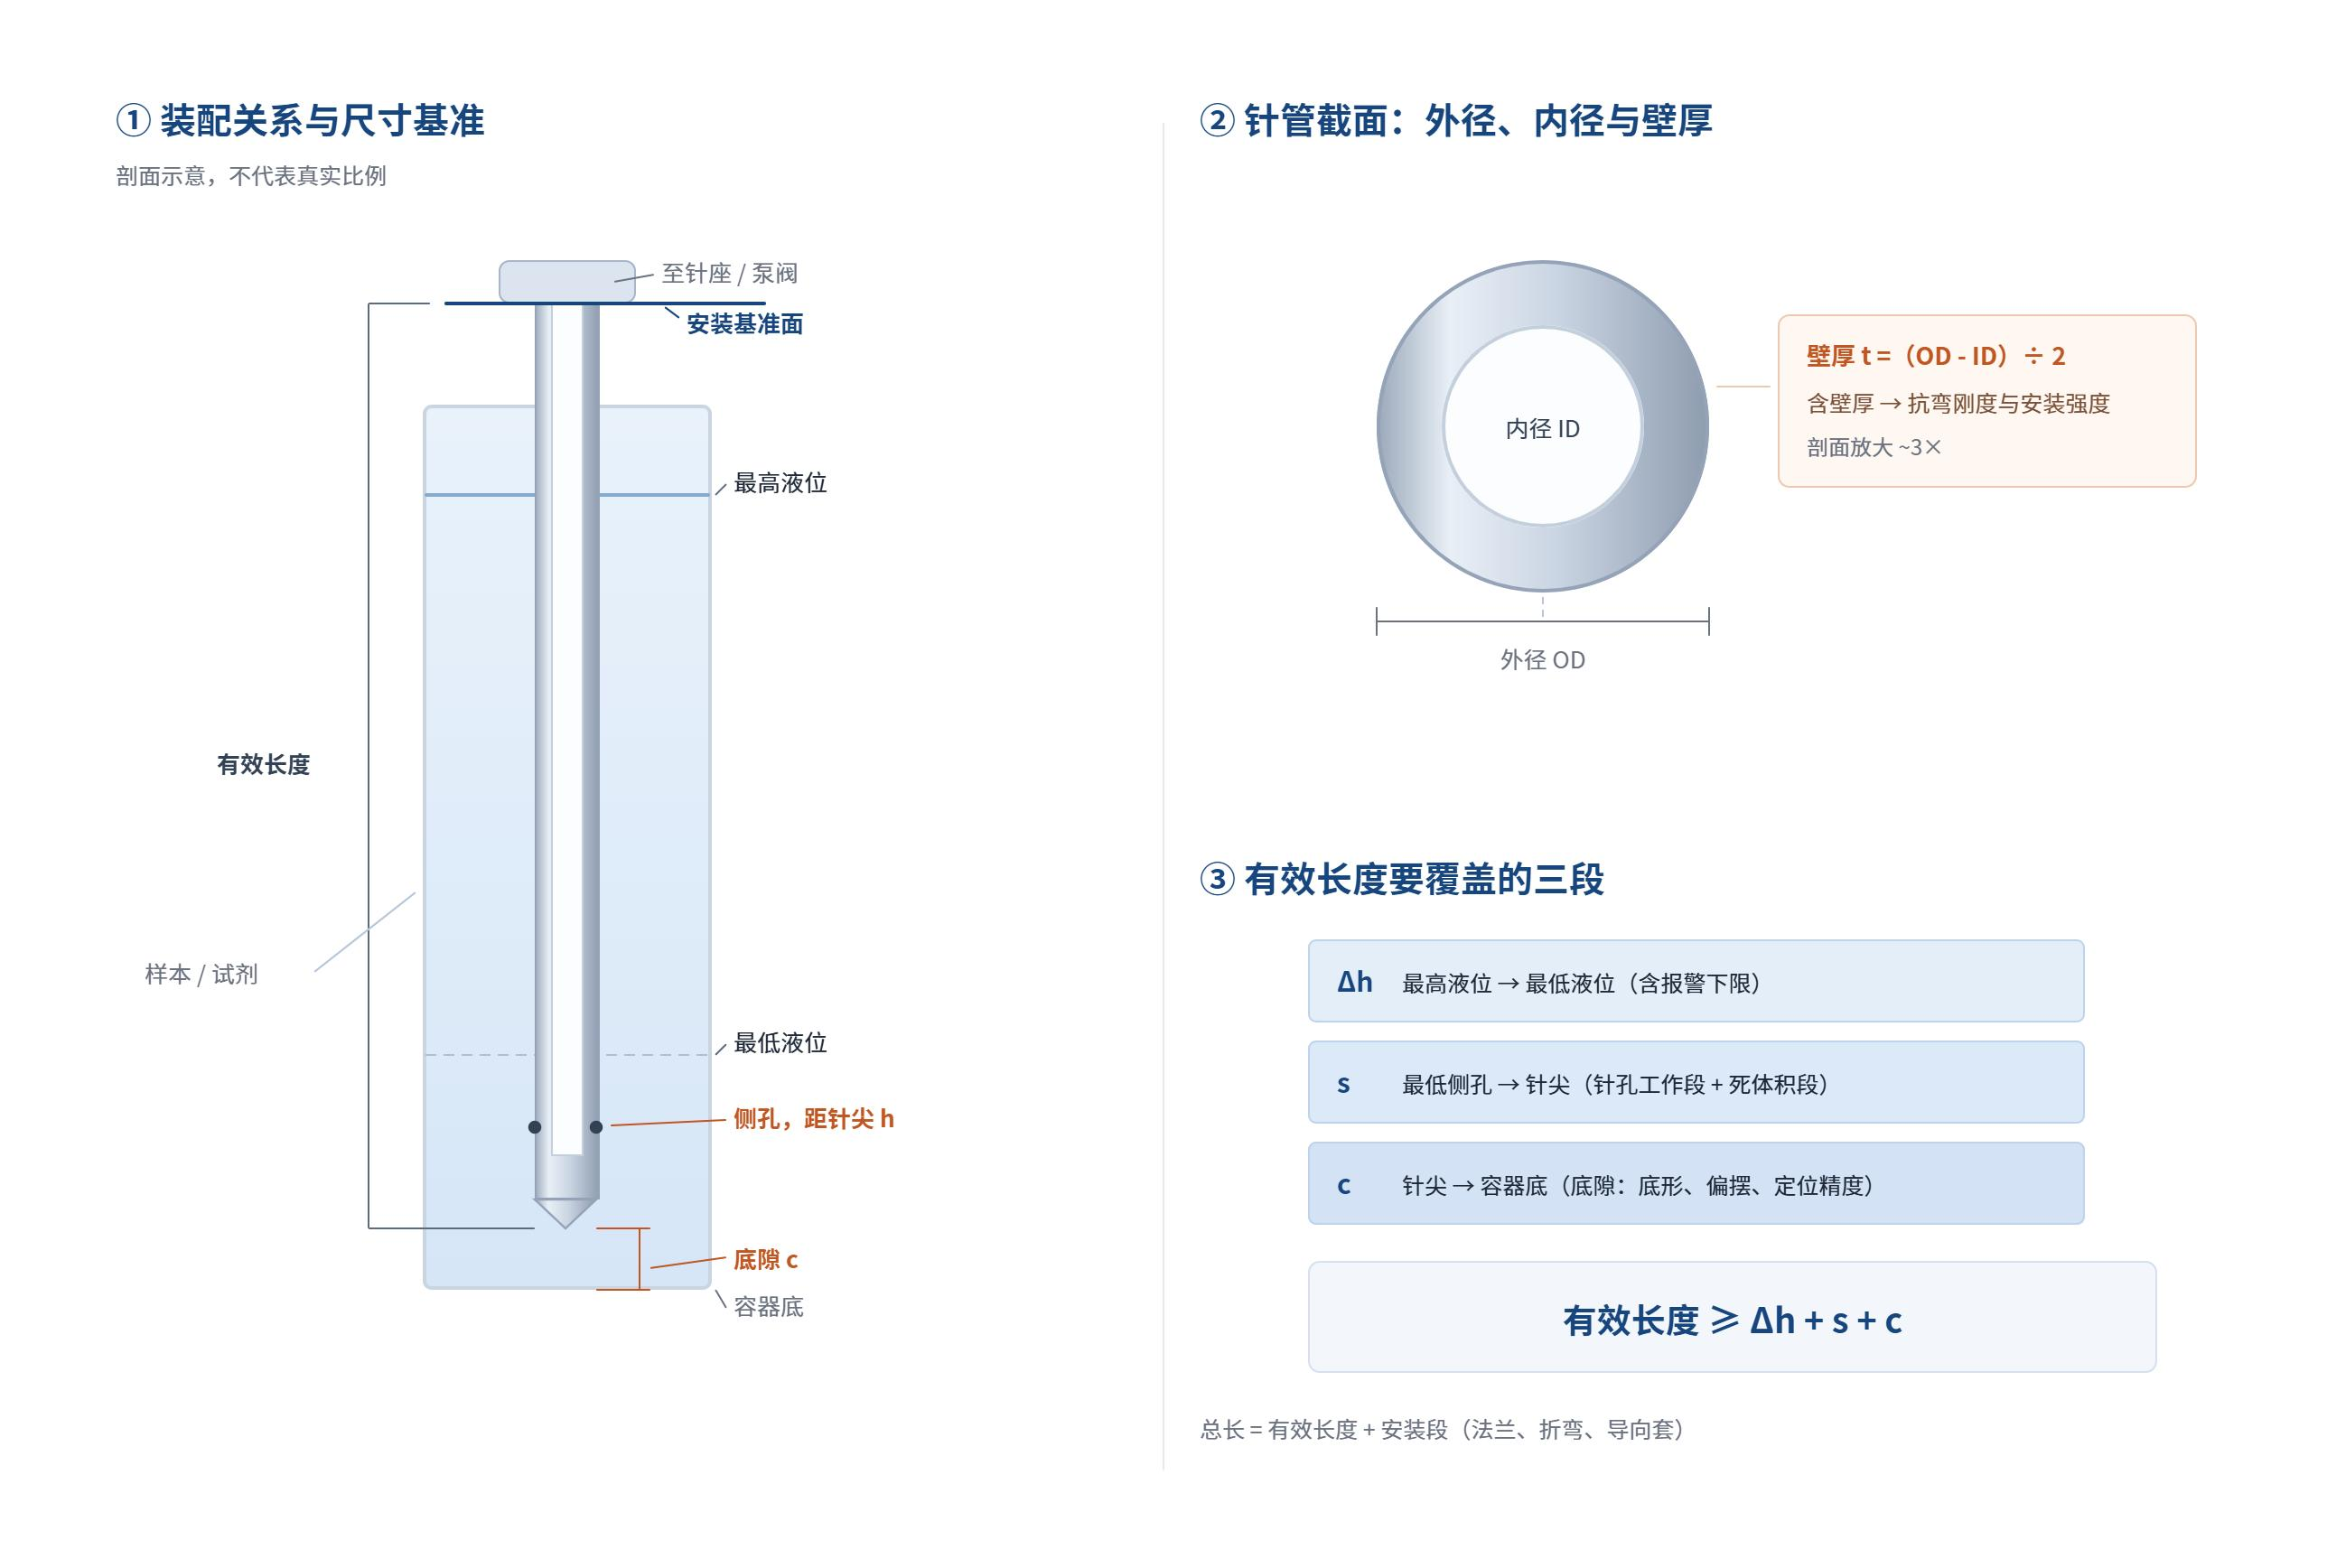 ① 装配关系与尺寸基准
剖面示意，不代表真实比例
至针座 / 泵阀
安装基准面
最高液位
有效长度
样本 / 试剂
最低液位
侧孔，距针尖 h
底隙 c
容器底
② 针管截面：外径、内径与壁厚
内径 ID
壁厚 t =（OD - ID）÷ 2
含壁厚 → 抗弯刚度与安装强度
剖面放大 ~3×
外径 OD
③ 有效长度要覆盖的三段
Δh 最高液位 → 最低液位（含报警下限）
s 最低侧孔 → 针尖（针孔工作段 + 死体积段）
c 针尖 → 容器底（底隙：底形、偏摆、定位精度）
有效长度 ≥ Δh + s + c
总长 = 有效长度 + 安装段（法兰、折弯、导向套）